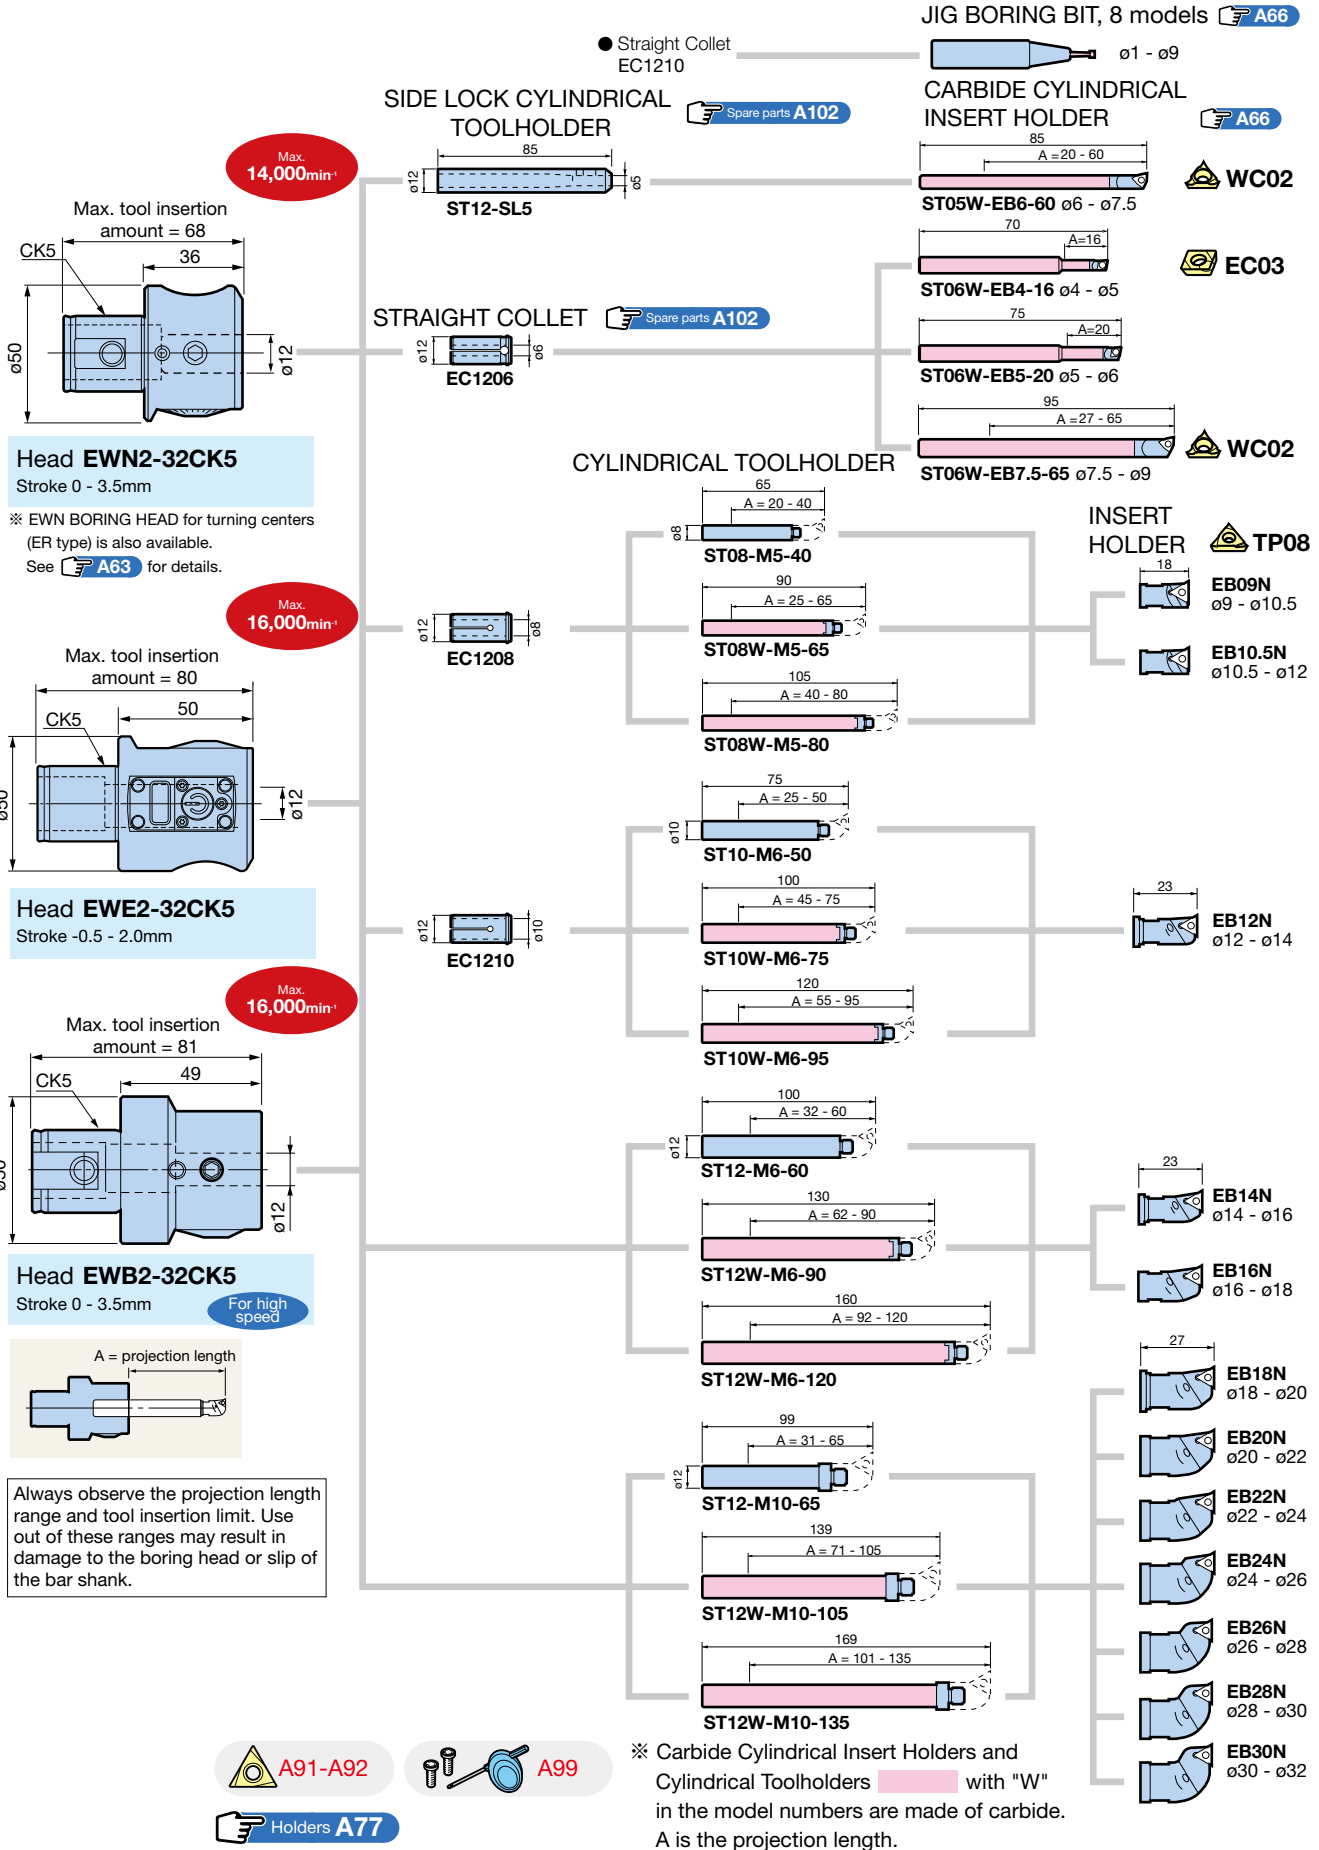 JIG BORING BIT, 8 models A66
● Straight Collet
EC1210
ø1 - ø9
SIDE LOCK CYLINDRICAL
TOOLHOLDER
Spare parts A102
85
ø12
ø5
ST12-SL5
CARBIDE CYLINDRICAL
INSERT HOLDER
A66
85
A = 20 - 60
WC02
ST05W-EB6-60 ø6 - ø7.5
70
A=16
EC03
ST06W-EB4-16 ø4 - ø5
75
A=20
ST06W-EB5-20 ø5 - ø6
95
A = 27 - 65
WC02
ST06W-EB7.5-65 ø7.5 - ø9
Max.
14,000min⁻¹
Max. tool insertion
amount = 68
CK5
36
ø50
ø12
Head EWN2-32CK5
Stroke 0 - 3.5mm
※ EWN BORING HEAD for turning centers
(ER type) is also available.
See A63 for details.
STRAIGHT COLLET
Spare parts A102
ø12
ø6
EC1206
CYLINDRICAL TOOLHOLDER
65
A = 20 - 40
ø8
ST08-M5-40
90
A = 25 - 65
ST08W-M5-65
105
A = 40 - 80
ST08W-M5-80
ø12
ø8
EC1208
INSERT
HOLDER
TP08
18
EB09N
ø9 - ø10.5
EB10.5N
ø10.5 - ø12
Max.
16,000min⁻¹
Max. tool insertion
amount = 80
CK5
50
ø50
ø12
Head EWE2-32CK5
Stroke -0.5 - 2.0mm
75
A = 25 - 50
ø10
ST10-M6-50
100
A = 45 - 75
ST10W-M6-75
120
A = 55 - 95
ST10W-M6-95
ø12
ø10
EC1210
23
EB12N
ø12 - ø14
Max.
16,000min⁻¹
Max. tool insertion
amount = 81
CK5
49
ø50
ø12
Head EWB2-32CK5
Stroke 0 - 3.5mm
For high
speed
100
A = 32 - 60
ø12
ST12-M6-60
130
A = 62 - 90
ST12W-M6-90
160
A = 92 - 120
ST12W-M6-120
23
EB14N
ø14 - ø16
EB16N
ø16 - ø18
A = projection length
Always observe the projection length
range and tool insertion limit. Use
out of these ranges may result in
damage to the boring head or slip of
the bar shank.
99
A = 31 - 65
ø12
ST12-M10-65
139
A = 71 - 105
ST12W-M10-105
169
A = 101 - 135
ST12W-M10-135
27
EB18N
ø18 - ø20
EB20N
ø20 - ø22
EB22N
ø22 - ø24
EB24N
ø24 - ø26
EB26N
ø26 - ø28
EB28N
ø28 - ø30
EB30N
ø30 - ø32
A91-A92
A99
Holders A77
※ Carbide Cylindrical Insert Holders and
Cylindrical Toolholders with "W"
in the model numbers are made of carbide.
A is the projection length.